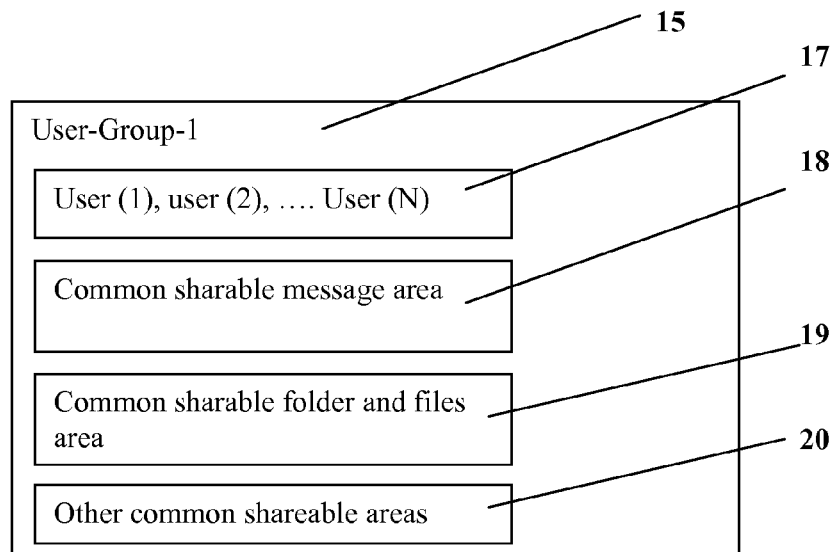 15
17
User-Group-1
18
User (1), user (2), …. User (N)
Common sharable message area
19
Common sharable folder and files
area
20
Other common shareable areas